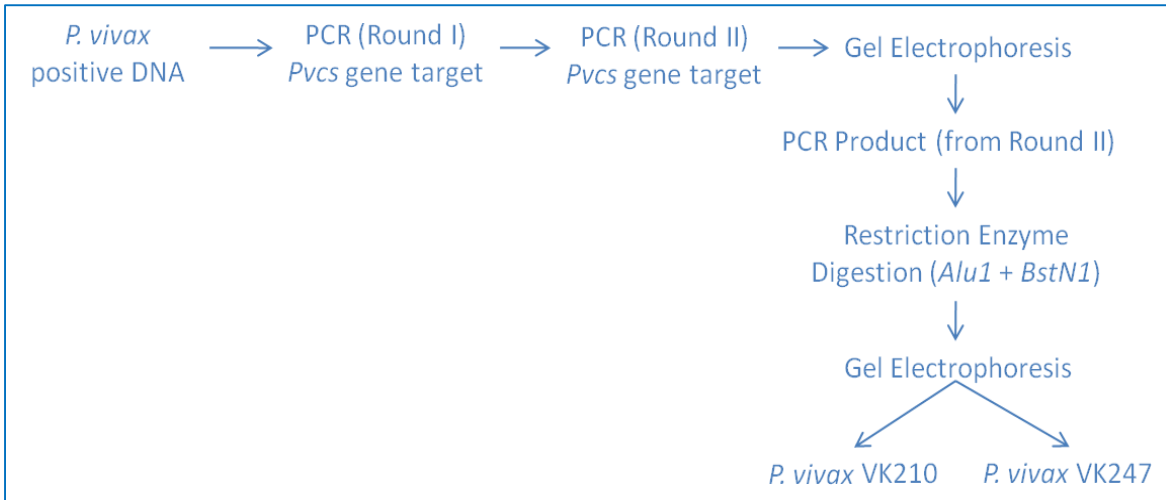 P. vivax
positive DNA
PCR (Round I)
Pvcs gene target
PCR (Round II)
Pvcs gene target
Gel Electrophoresis
PCR Product (from Round II)
Restriction Enzyme
Digestion (Alu1 + BstN1)
Gel Electrophoresis
P. vivax VK210
P. vivax VK247